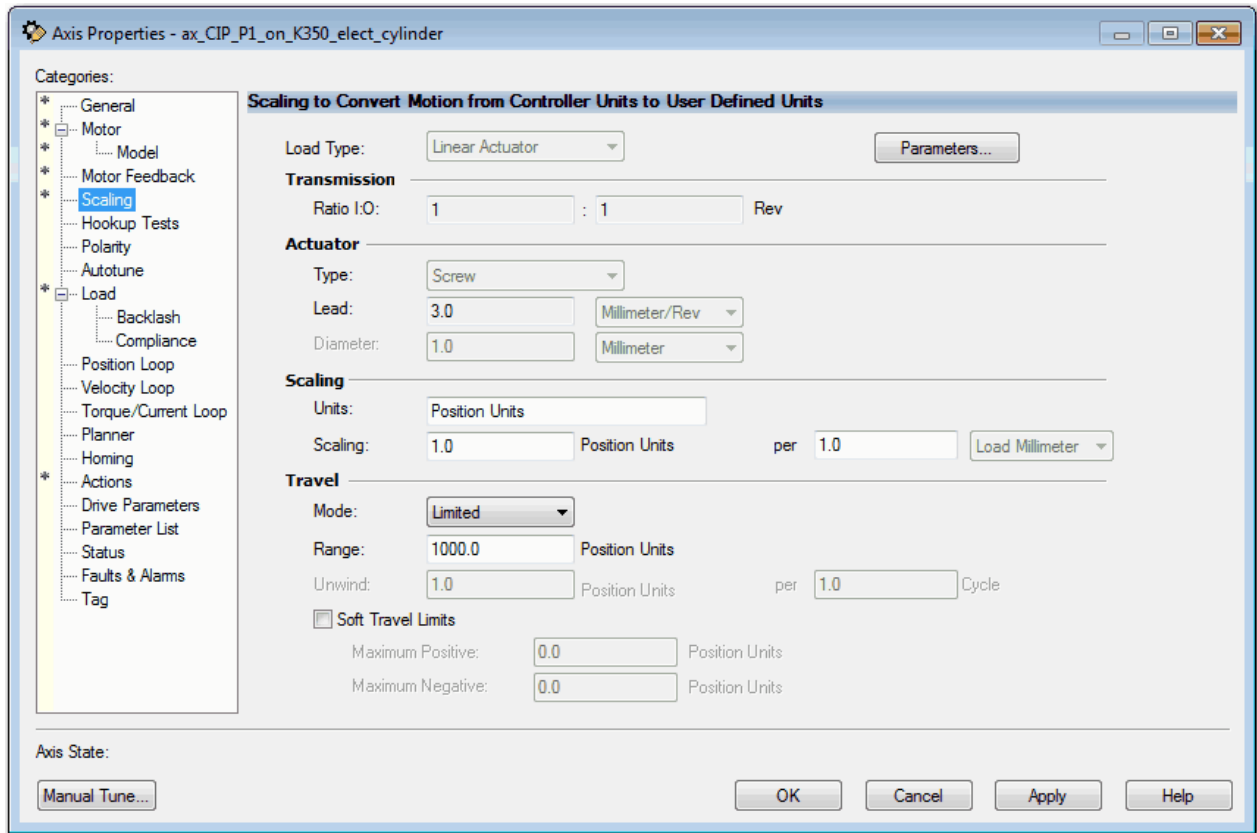 Axis Properties - ax_CIP_P1_on_K350_elect_cylinder
Categories:
* General
* Motor
* Model
* Motor Feedback
* Scaling
Hookup Tests
Polarity
Autotune
* Load
Backlash
Compliance
Position Loop
Velocity Loop
Torque/Current Loop
Planner
Homing
* Actions
Drive Parameters
Parameter List
Status
Faults & Alarms
Tag
Scaling to Convert Motion from Controller Units to User Defined Units
Load Type: Linear Actuator Parameters...
Transmission
Ratio I:O: 1 : 1 Rev
Actuator
Type: Screw
Lead: 3.0 Millimeter/Rev
Diameter: 1.0 Millimeter
Scaling
Units: Position Units
Scaling: 1.0 Position Units per 1.0 Load Millimeter
Travel
Mode: Limited
Range: 1000.0 Position Units
Unwind: 1.0 Position Units per 1.0 Cycle
Soft Travel Limits
Maximum Positive: 0.0 Position Units
Maximum Negative: 0.0 Position Units
Axis State:
Manual Tune... OK Cancel Apply Help